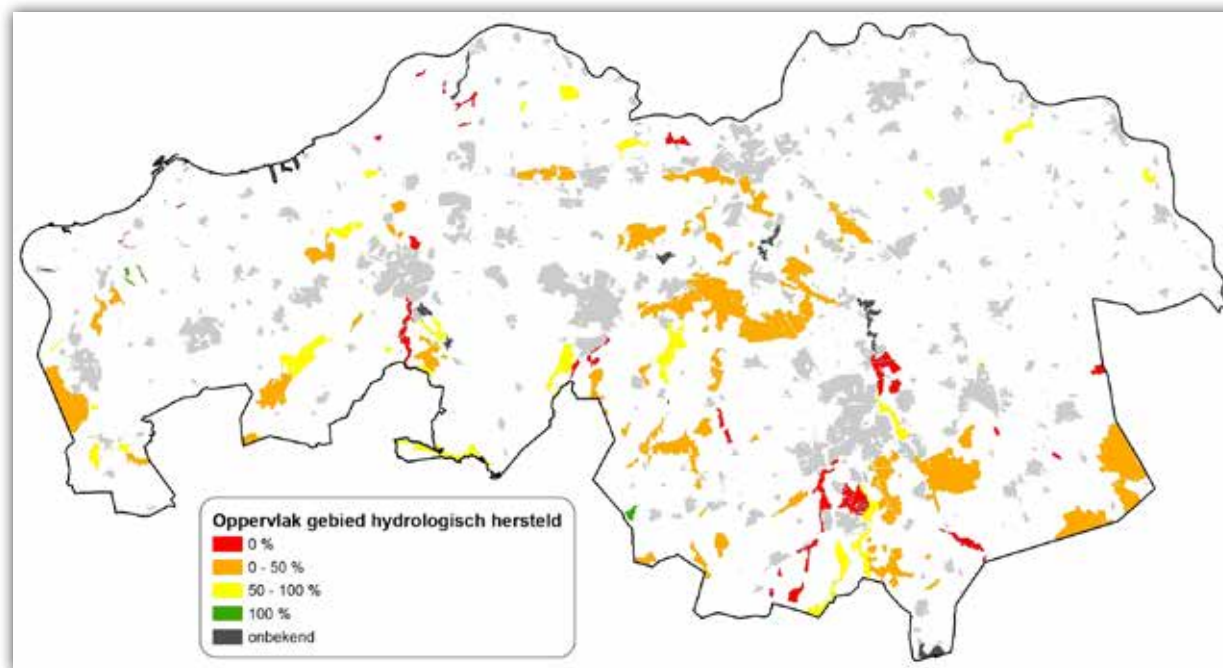 Oppervlak gebied hydrologisch hersteld
0 %
0 - 50 %
50 - 100 %
100 %
onbekend